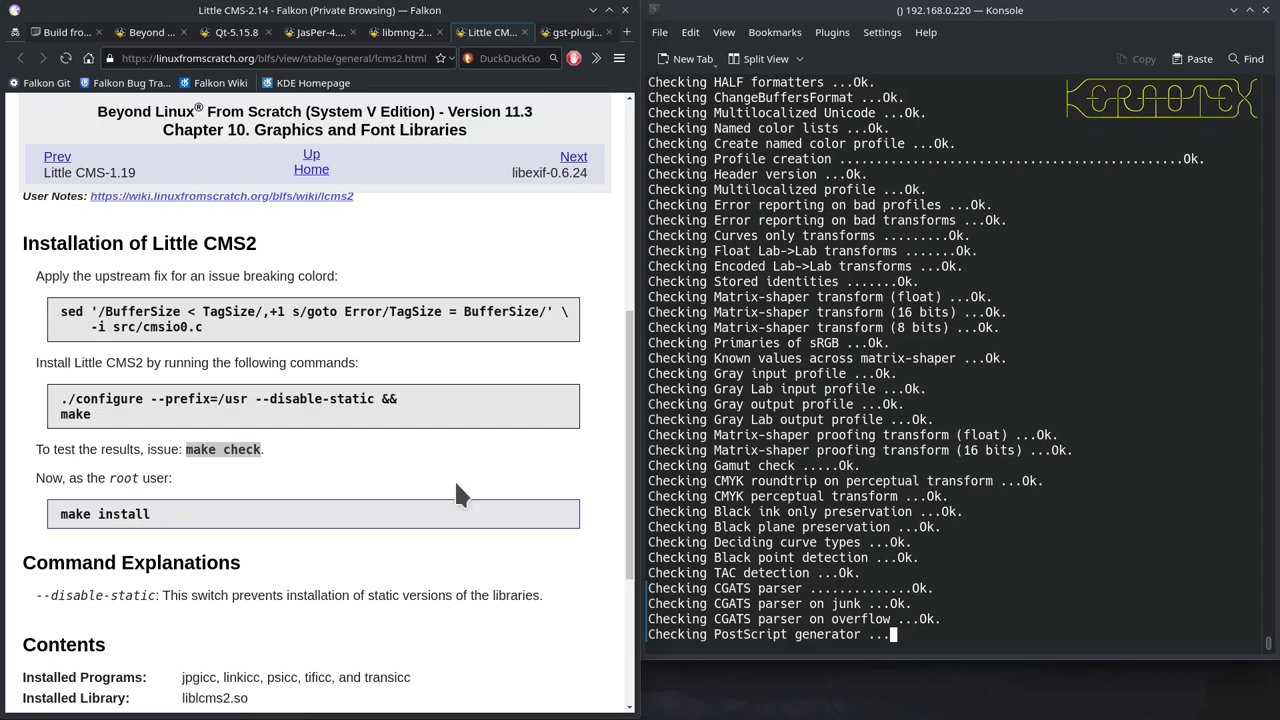 Little CMS-2.14 - Falkon (Private Browsing) — Falkon
Build fro...
Beyond ...
Qt-5.15.8
JasPer-4....
libmng-2...
Little CM...
gst-plugi...
https://linuxfromscratch.org/blfs/view/stable/general/lcms2.html
DuckDuckGo
Falkon Git
Falkon Bug Tra...
Falkon Wiki
KDE Homepage
Beyond Linux® From Scratch (System V Edition) - Version 11.3
Chapter 10. Graphics and Font Libraries
Prev
Up
Next
Little CMS-1.19
Home
libexif-0.6.24
User Notes: https://wiki.linuxfromscratch.org/blfs/wiki/lcms2
Installation of Little CMS2
Apply the upstream fix for an issue breaking colord:
sed '/BufferSize < TagSize/,+1 s/goto Error/TagSize = BufferSize/' \
-i src/cmsio0.c
Install Little CMS2 by running the following commands:
./configure --prefix=/usr --disable-static &&
make
To test the results, issue: make check.
Now, as the root user:
make install
Command Explanations
--disable-static: This switch prevents installation of static versions of the libraries.
Contents
Installed Programs: jpgicc, linkicc, psicc, tificc, and transicc
Installed Library: liblcms2.so
() 192.168.0.220 — Konsole
File Edit View Bookmarks Plugins Settings Help
New Tab
Split View
Copy
Paste
Find
KERAOTEX
Checking HALF formatters ...Ok.
Checking ChangeBuffersFormat ...Ok.
Checking Multilocalized Unicode ...Ok.
Checking Named color lists ...Ok.
Checking Create named color profile ...Ok.
Checking Profile creation ...............................................Ok.
Checking Header version ...Ok.
Checking Multilocalized profile ...Ok.
Checking Error reporting on bad profiles ...Ok.
Checking Error reporting on bad transforms ...Ok.
Checking Curves only transforms .........Ok.
Checking Float Lab->Lab transforms .......Ok.
Checking Encoded Lab->Lab transforms ...Ok.
Checking Stored identities .......Ok.
Checking Matrix-shaper transform (float) ...Ok.
Checking Matrix-shaper transform (16 bits) ...Ok.
Checking Matrix-shaper transform (8 bits) ...Ok.
Checking Primaries of sRGB ...Ok.
Checking Known values across matrix-shaper ...Ok.
Checking Gray input profile ...Ok.
Checking Gray Lab input profile ...Ok.
Checking Gray output profile ...Ok.
Checking Gray Lab output profile ...Ok.
Checking Matrix-shaper proofing transform (float) ...Ok.
Checking Matrix-shaper proofing transform (16 bits) ...Ok.
Checking Gamut check .....Ok.
Checking CMYK roundtrip on perceptual transform ...Ok.
Checking CMYK perceptual transform ...Ok.
Checking Black ink only preservation ...Ok.
Checking Black plane preservation ...Ok.
Checking Deciding curve types ...Ok.
Checking Black point detection ...Ok.
Checking TAC detection ...Ok.
Checking CGATS parser ..............Ok.
Checking CGATS parser on junk ...Ok.
Checking CGATS parser on overflow ...Ok.
Checking PostScript generator ...